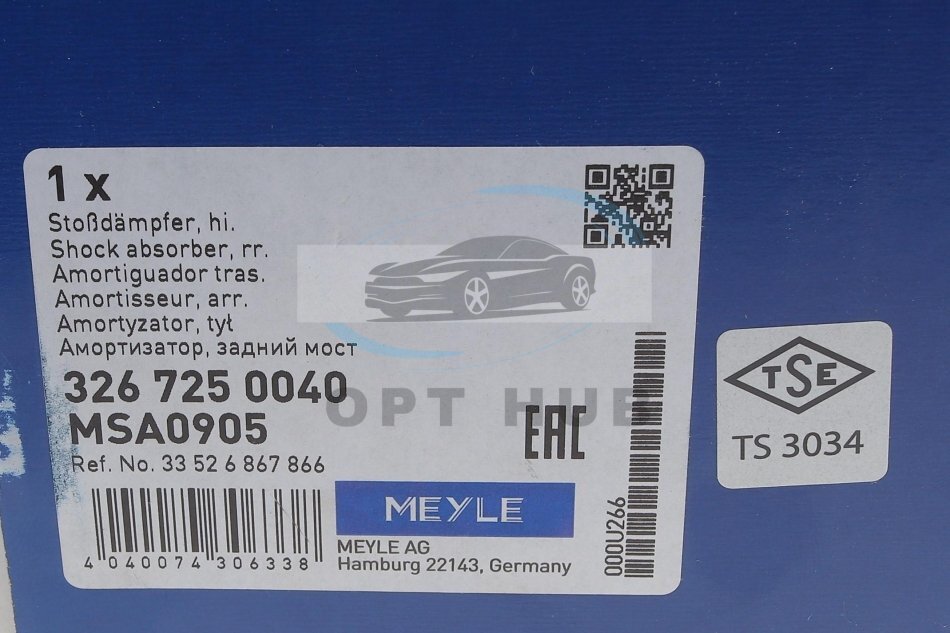 1 x
Stoßdämpfer, hi.
Shock absorber, rr.
Amortiguador tras.
Amortisseur, arr.
Amortyzator, tył
Амортизатор, задний мост
326 725 0040
MSA0905
Ref. No. 33 52 6 867 866
OPT HUB
EAC
4 040074 306338
MEYLE
MEYLE AG
Hamburg 22143, Germany
000U266
TSE
TS 3034